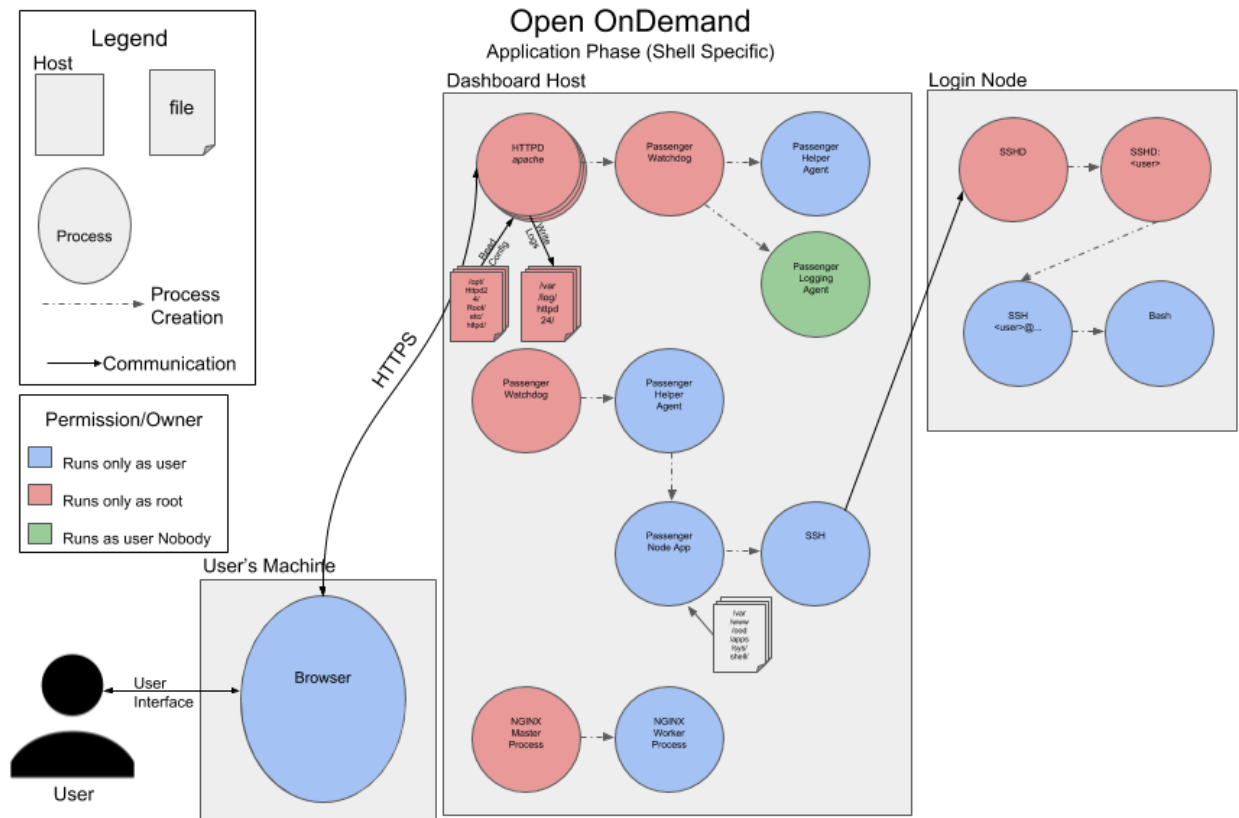 Open OnDemand
Application Phase (Shell Specific)
Legend
Host
file
Process
Process
Creation
Communication
Permission/Owner
Runs only as user
Runs only as root
Runs as user Nobody
User's Machine
Browser
User
Interface
User
HTTPS
Dashboard Host
HTTPD
apache
Passenger
Watchdog
Passenger
Helper
Agent
Passenger
Logging
Agent
Read
Config
Write
Logs
/opt/
Httpd2
4/
Root/
etc/
httpd/
/var
/log/
httpd
24/
Passenger
Watchdog
Passenger
Helper
Agent
Passenger
Node App
SSH
/var
/www
/ood
/apps
/sys/
shell/
NGINX
Master
Process
NGINX
Worker
Process
Login Node
SSHD
SSHD:
<user>
SSH
<user>@...
Bash